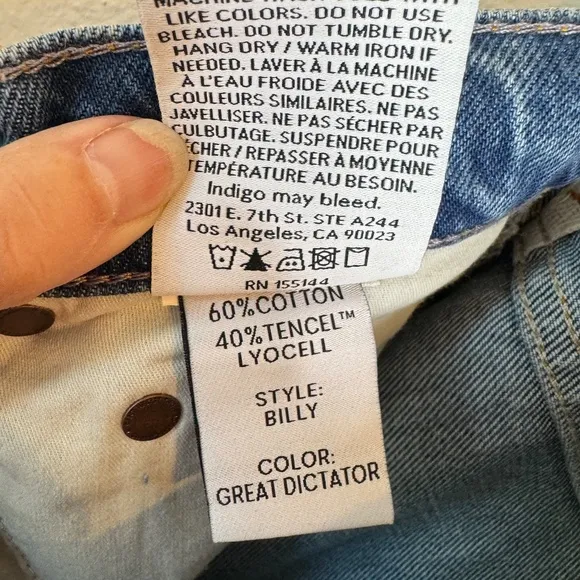 LIKE COLORS. DO NOT USE
BLEACH. DO NOT TUMBLE DRY.
HANG DRY / WARM IRON IF
NEEDED. LAVER À LA MACHINE
À L'EAU FROIDE AVEC DES
COULEURS SIMILAIRES. NE PAS
JAVELLISER. NE PAS SÉCHER PAR
CULBUTAGE. SUSPENDRE POUR
/ REPASSER À MOYENNE
TEMPÉRATURE AU BESOIN.
Indigo may bleed.
2301 E. 7th St. STE A244
Los Angeles, CA 90023
RN 155144
60%COTTON
40%TENCEL™
LYOCELL
STYLE:
BILLY
COLOR:
GREAT DICTATOR